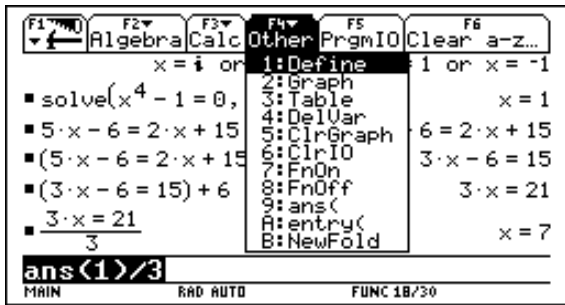 F1 F2 F3 F4 F5 F6
Algebra Calc Other PrgmIO Clear a-z…
x = i or 1:Define 1 or x = -1
2:Graph
▪ solve(x^4 - 1 = 0, 3:Table x = 1
4:DelVar
▪ 5·x - 6 = 2·x + 15 5:ClrGraph 6 = 2·x + 15
▪ (5·x - 6 = 2·x + 15 6:ClrIO 3·x - 6 = 15
7:FnOn
▪ (3·x - 6 = 15) + 6 8:FnOff 3·x = 21
9:ans(
▪ 3·x = 21 A:entry(
3 B:NewFold x = 7
ans(1)/3
MAIN RAD AUTO FUNC 18/30